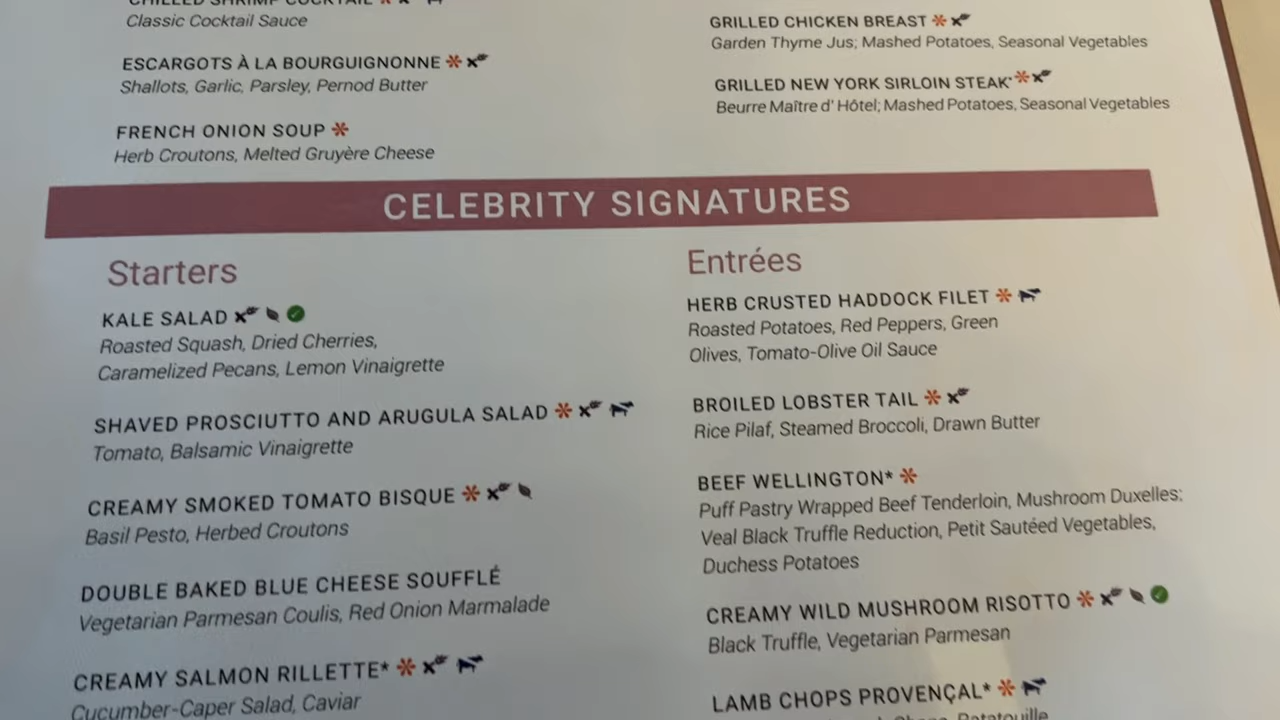 CHILLED SHRIMP COCKTAIL
Classic Cocktail Sauce
ESCARGOTS À LA BOURGUIGNONNE
Shallots, Garlic, Parsley, Pernod Butter
FRENCH ONION SOUP
Herb Croutons, Melted Gruyère Cheese
GRILLED CHICKEN BREAST
Garden Thyme Jus; Mashed Potatoes, Seasonal Vegetables
GRILLED NEW YORK SIRLOIN STEAK*
Beurre Maître d' Hôtel; Mashed Potatoes, Seasonal Vegetables
CELEBRITY SIGNATURES
Starters
KALE SALAD
Roasted Squash, Dried Cherries,
Caramelized Pecans, Lemon Vinaigrette
SHAVED PROSCIUTTO AND ARUGULA SALAD
Tomato, Balsamic Vinaigrette
CREAMY SMOKED TOMATO BISQUE
Basil Pesto, Herbed Croutons
DOUBLE BAKED BLUE CHEESE SOUFFLÉ
Vegetarian Parmesan Coulis, Red Onion Marmalade
CREAMY SALMON RILLETTE*
Cucumber-Caper Salad, Caviar
Entrées
HERB CRUSTED HADDOCK FILET
Roasted Potatoes, Red Peppers, Green
Olives, Tomato-Olive Oil Sauce
BROILED LOBSTER TAIL
Rice Pilaf, Steamed Broccoli, Drawn Butter
BEEF WELLINGTON*
Puff Pastry Wrapped Beef Tenderloin, Mushroom Duxelles;
Veal Black Truffle Reduction, Petit Sautéed Vegetables,
Duchess Potatoes
CREAMY WILD MUSHROOM RISOTTO
Black Truffle, Vegetarian Parmesan
LAMB CHOPS PROVENÇAL*
Ratatouille